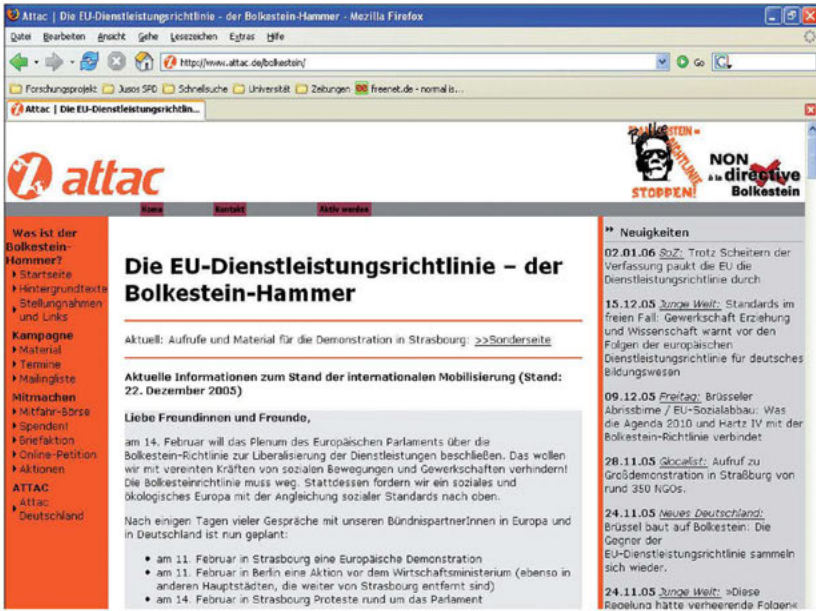 Attac | Die EU-Dienstleistungsrichtlinie - der Bolkestein-Hammer - Mozilla Firefox
Datei Bearbeiten Ansicht Gehe Lesezeichen Extras Hilfe
http://www.attac.de/bolkestein/
Go
Forschungsprojekt Jusos SPD Schnellsuche Universität Zeitungen freenet.de - normal is...
Attac | Die EU-Dienstleistungsrichtlin...
attac
BOLKESTEIN =
RICHTLINIE
STOPPEN!
NON
à la directive
Bolkestein
Home Kontakt Aktiv werden
Was ist der
Bolkestein-
Hammer?
Startseite
Hintergrundtexte
Stellungnahmen
und Links
Kampagne
Material
Termine
Mailingliste
Mitmachen
Mitfahr-Börse
Spenden!
Briefaktion
Online-Petition
Aktionen
ATTAC
Attac
Deutschland
Die EU-Dienstleistungsrichtlinie – der
Bolkestein-Hammer
Aktuell: Aufrufe und Material für die Demonstration in Strasbourg: >>Sonderseite
Aktuelle Informationen zum Stand der internationalen Mobilisierung (Stand:
22. Dezember 2005)
Liebe Freundinnen und Freunde,
am 14. Februar will das Plenum des Europäischen Parlaments über die
Bolkestein-Richtlinie zur Liberalisierung der Dienstleistungen beschließen. Das wollen
wir mit vereinten Kräften von sozialen Bewegungen und Gewerkschaften verhindern!
Die Bolkesteinrichtlinie muss weg. Stattdessen fordern wir ein soziales und
ökologisches Europa mit der Angleichung sozialer Standards nach oben.
Nach einigen Tagen vieler Gespräche mit unseren BündnispartnerInnen in Europa und
in Deutschland ist nun geplant:
• am 11. Februar in Strasbourg eine Europäische Demonstration
• am 11. Februar in Berlin eine Aktion vor dem Wirtschaftsministerium (ebenso in
anderen Hauptstädten, die weiter von Strasbourg entfernt sind)
• am 14. Februar in Strasbourg Proteste rund um das Parlament
" Neuigkeiten
02.01.06 SoZ: Trotz Scheitern der
Verfassung paukt die EU die
Dienstleistungsrichtlinie durch
15.12.05 Junge Welt: Standards im
freien Fall: Gewerkschaft Erziehung
und Wissenschaft warnt vor den
Folgen der europäischen
Dienstleistungsrichtlinie für deutsches
Bildungswesen
09.12.05 Freitag: Brüsseler
Abrissbirne / EU-Sozialabbau: Was
die Agenda 2010 und Hartz IV mit der
Bolkestein-Richtlinie verbindet
28.11.05 Glocalist: Aufruf zu
Großdemonstration in Straßburg von
rund 350 NGOs.
24.11.05 Neues Deutschland:
Brüssel baut auf Bolkestein: Die
Gegner der
EU-Dienstleistungsrichtlinie sammeln
sich wieder.
24.11.05 Junge Welt: »Diese
Regelung hätte verheerende Folgen«